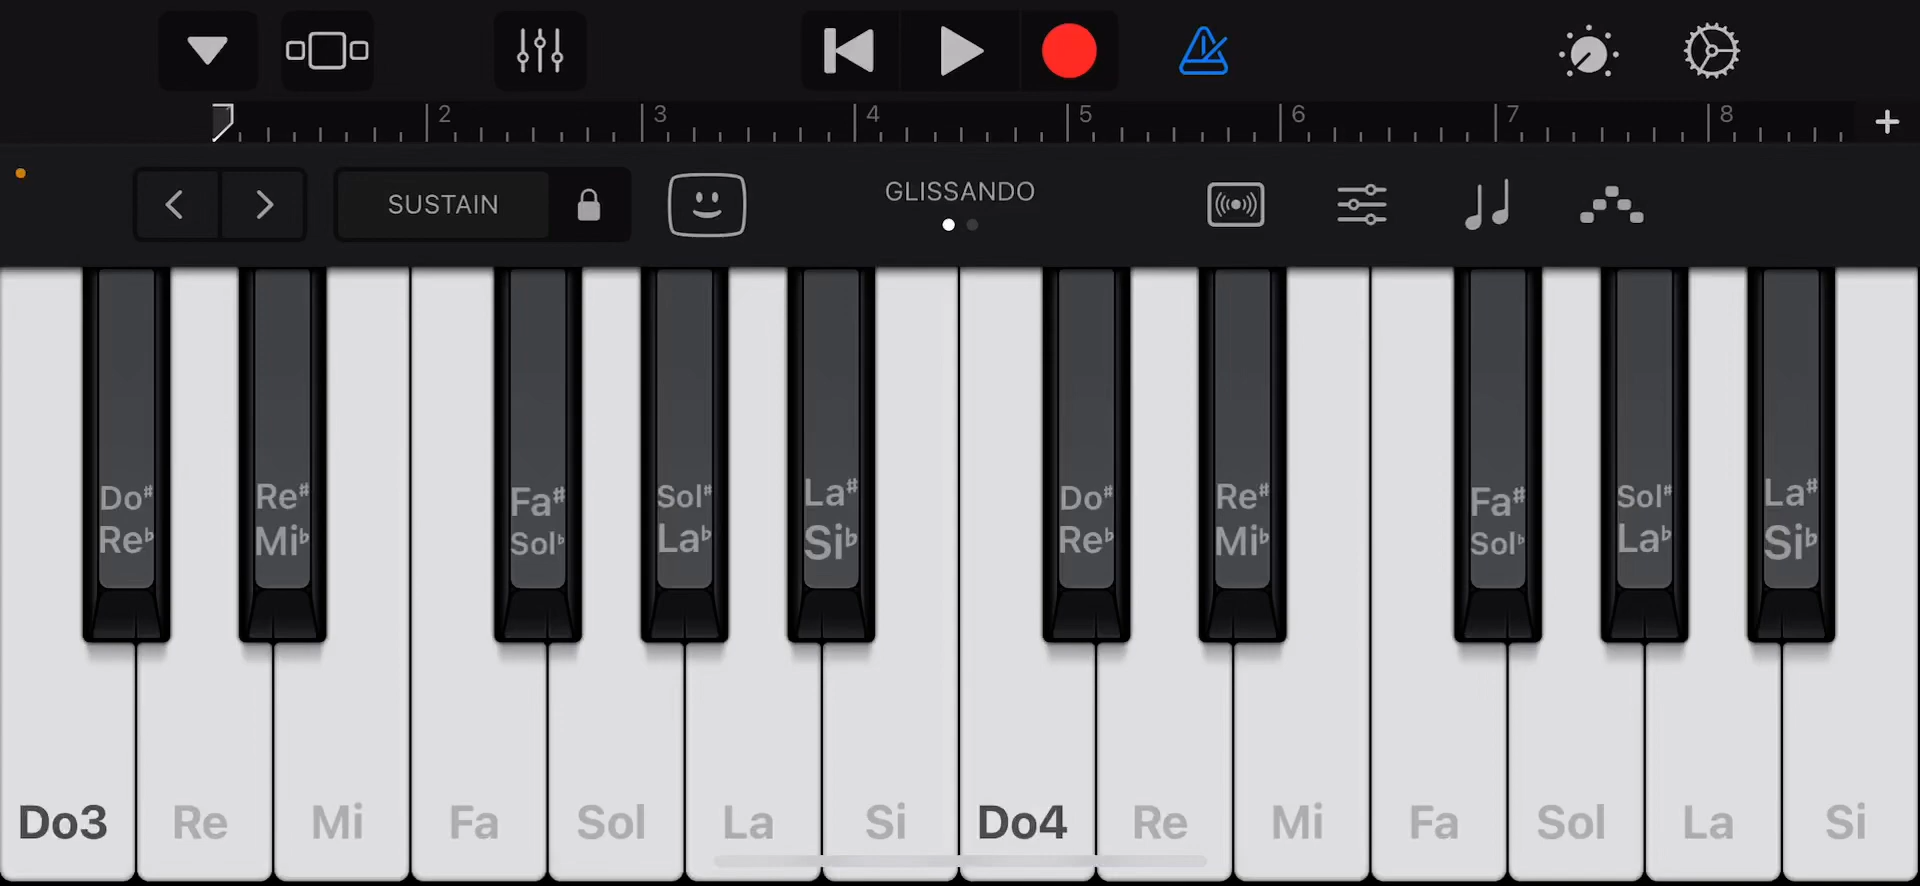 2 3 4 5 6 7 8
SUSTAIN
GLISSANDO
Do♯ Re♯ Fa♯ Sol♯ La♯ Do♯ Re♯ Fa♯ Sol♯ La♯
Re♭ Mi♭ Sol♭ La♭ Si♭ Re♭ Mi♭ Sol♭ La♭ Si♭
Do3 Re Mi Fa Sol La Si Do4 Re Mi Fa Sol La Si